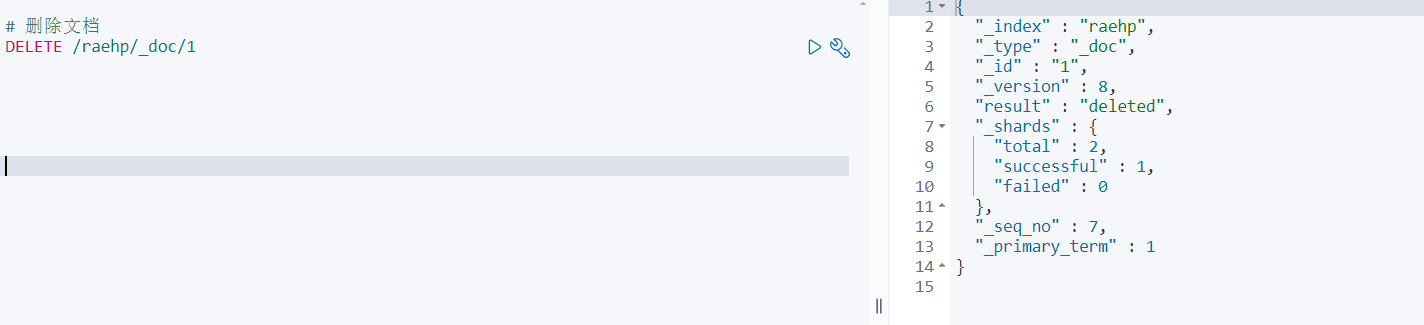 # 删除文档
DELETE /raehp/_doc/1
1 {
2 "_index" : "raehp",
3 "_type" : "_doc",
4 "_id" : "1",
5 "_version" : 8,
6 "result" : "deleted",
7 "_shards" : {
8 "total" : 2,
9 "successful" : 1,
10 "failed" : 0
11 },
12 "_seq_no" : 7,
13 "_primary_term" : 1
14 }
15